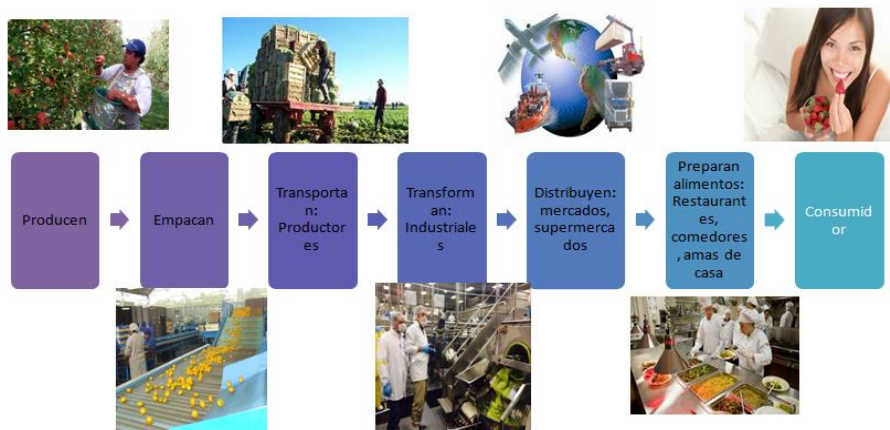 Producen
Empacan
Transporta
n:
Productor
es
Transform
an:
Industriale
s
Distribuyen:
mercados,
supermerca
dos
Preparan
alimentos:
Restaurant
es,
comedores
, amas de
casa
Consumid
or